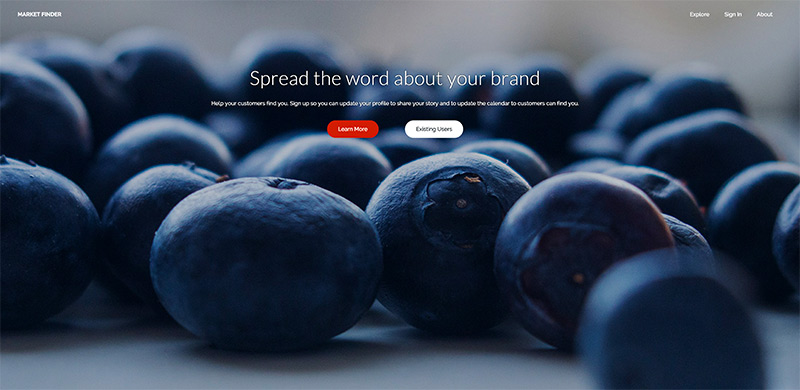 MARKET FINDER
Explore Sign In About
Spread the word about your brand
Help your customers find you. Sign up so you can update your profile to share your story and to update the calendar to customers can find you.
Learn More Existing Users